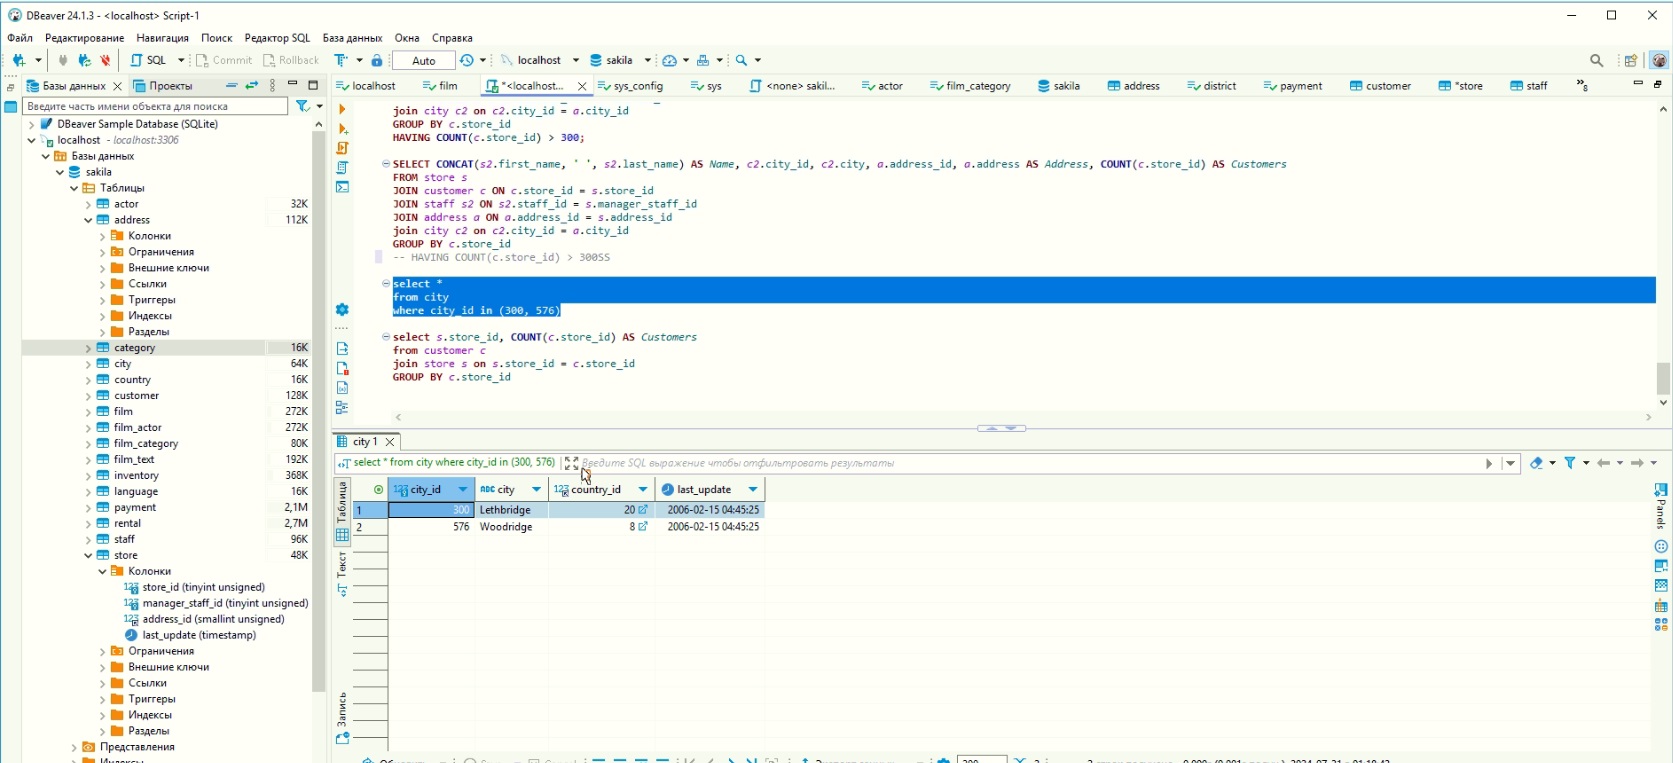 DBeaver 24.1.3 - <localhost> Script-1
Файл Редактирование Навигация Поиск Редактор SQL База данных Окна Справка
SQL Commit Rollback Auto localhost sakila
Базы данных Проекты
localhost film *<localhost... sys_config sys <none> sakil... actor film_category sakila address district payment customer *store staff »8
Введите часть имени объекта для поиска
DBeaver Sample Database (SQLite)
localhost - localhost:3306
Базы данных
sakila
Таблицы
actor 32K
address 112K
Колонки
Ограничения
Внешние ключи
Ссылки
Триггеры
Индексы
Разделы
category 16K
city 64K
country 16K
customer 128K
film 272K
film_actor 272K
film_category 80K
film_text 192K
inventory 368K
language 16K
payment 2,1M
rental 2,7M
staff 96K
store 48K
Колонки
store_id (tinyint unsigned)
manager_staff_id (tinyint unsigned)
address_id (smallint unsigned)
last_update (timestamp)
Ограничения
Внешние ключи
Ссылки
Триггеры
Индексы
Разделы
Представления
join city c2 on c2.city_id = a.city_id
GROUP BY c.store_id
HAVING COUNT(c.store_id) > 300;
SELECT CONCAT(s2.first_name, ' ', s2.last_name) AS Name, c2.city_id, c2.city, a.address_id, a.address AS Address, COUNT(c.store_id) AS Customers
FROM store s
JOIN customer c ON c.store_id = s.store_id
JOIN staff s2 ON s2.staff_id = s.manager_staff_id
JOIN address a ON a.address_id = s.address_id
join city c2 on c2.city_id = a.city_id
GROUP BY c.store_id
-- HAVING COUNT(c.store_id) > 300SS
select *
from city
where city_id in (300, 576)
select s.store_id, COUNT(c.store_id) AS Customers
from customer c
join store s on s.store_id = c.store_id
GROUP BY c.store_id
city 1
select * from city where city_id in (300, 576) Введите SQL выражение чтобы отфильтровать результаты
Таблица
Текст
Запись
Panels
123 city_id ABC city 123 country_id last_update
1 300 Lethbridge 20 2006-02-15 04:45:25
2 576 Woodridge 8 2006-02-15 04:45:25